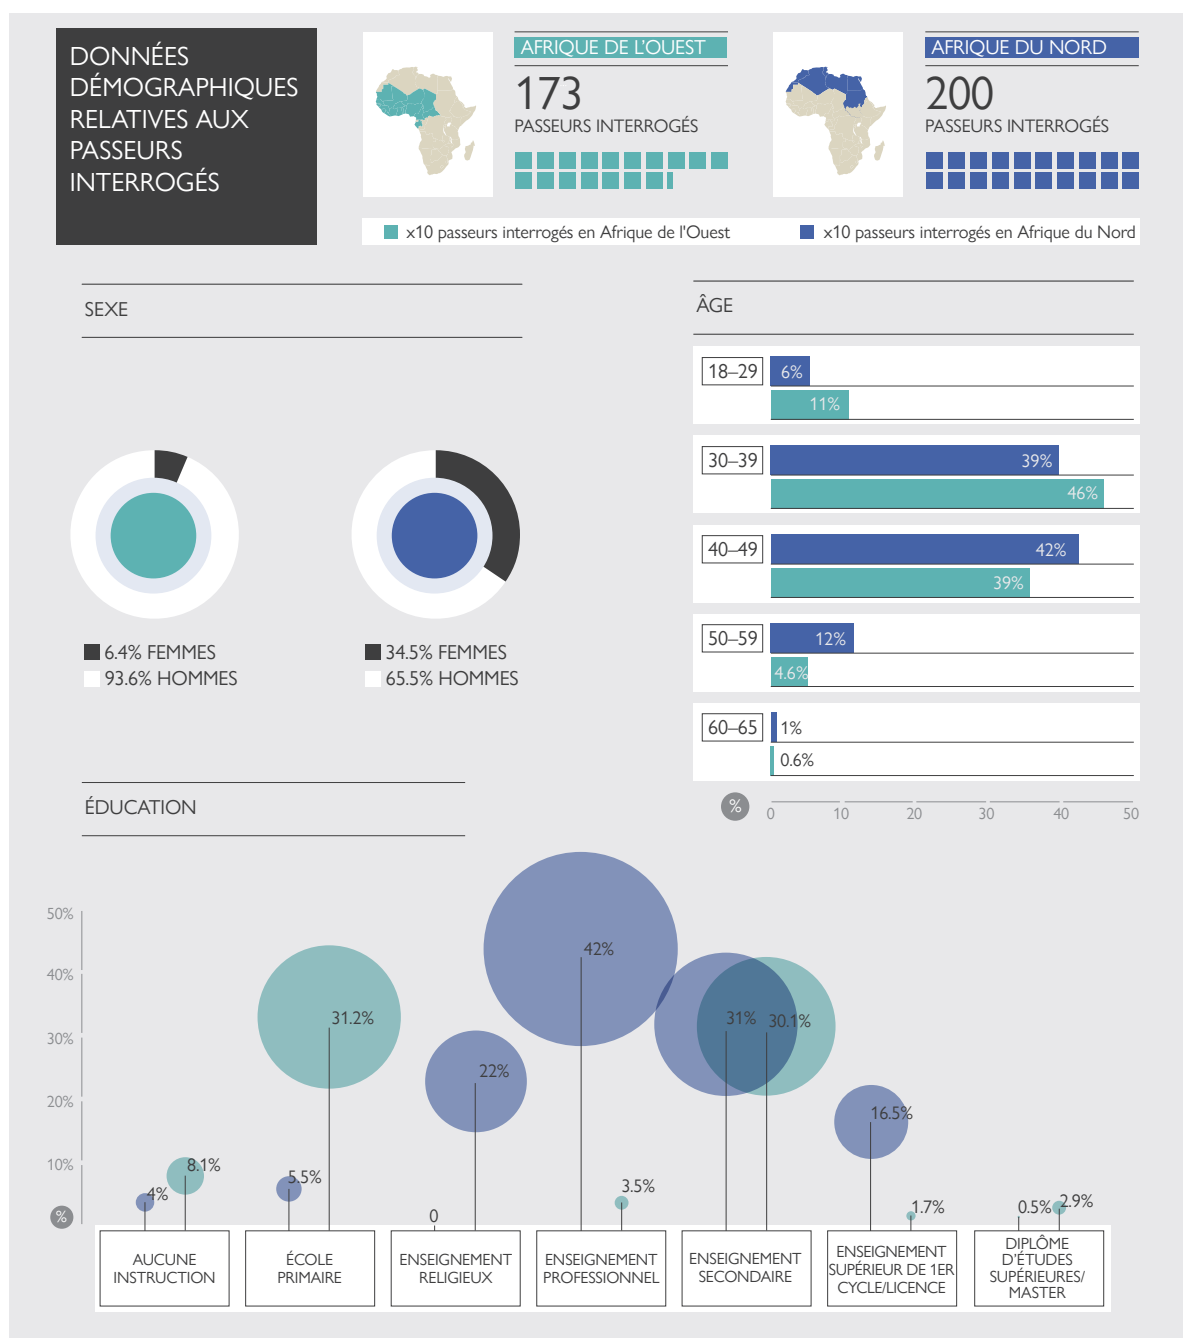 DONNÉES
DÉMOGRAPHIQUES
RELATIVES AUX
PASSEURS
INTERROGÉS
AFRIQUE DE L'OUEST
173
PASSEURS INTERROGÉS
AFRIQUE DU NORD
200
PASSEURS INTERROGÉS
x10 passeurs interrogés en Afrique de l'Ouest
x10 passeurs interrogés en Afrique du Nord
SEXE
6.4% FEMMES
93.6% HOMMES
34.5% FEMMES
65.5% HOMMES
ÂGE
18–29
6%
11%
30–39
39%
46%
40–49
42%
39%
50–59
12%
4.6%
60–65
1%
0.6%
% 0 10 20 30 40 50
ÉDUCATION
50%
40%
30%
20%
10%
%
4%
8.1%
5.5%
31.2%
0
22%
42%
3.5%
31%
30.1%
16.5%
1.7%
0.5%
2.9%
AUCUNE
INSTRUCTION
ÉCOLE
PRIMAIRE
ENSEIGNEMENT
RELIGIEUX
ENSEIGNEMENT
PROFESSIONNEL
ENSEIGNEMENT
SECONDAIRE
ENSEIGNEMENT
SUPÉRIEUR DE 1ER
CYCLE/LICENCE
DIPLÔME
D'ÉTUDES
SUPÉRIEURES/
MASTER